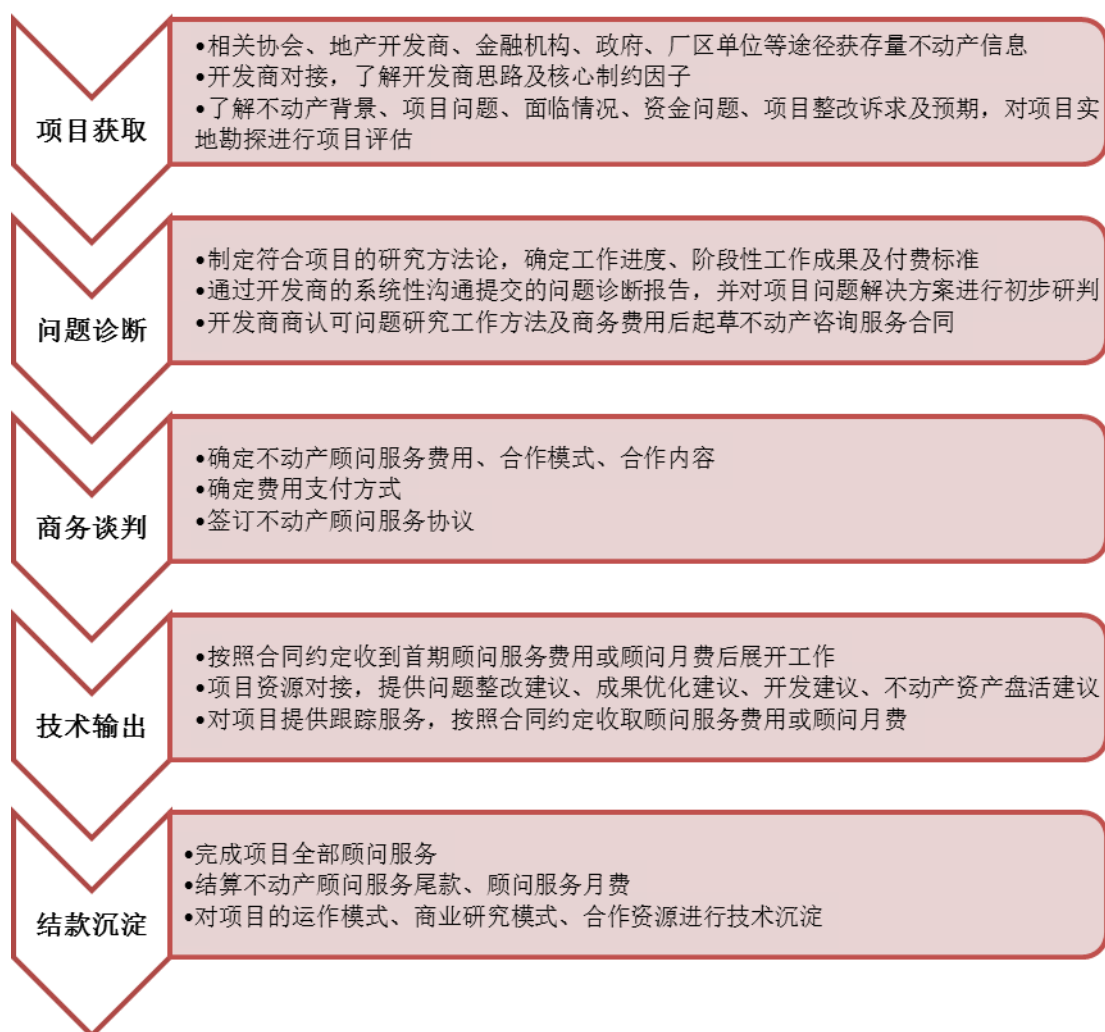 项目获取
•相关协会、地产开发商、金融机构、政府、厂区单位等途径获存量不动产信息
•开发商对接，了解开发商思路及核心制约因子
•了解不动产背景、项目问题、面临情况、资金问题、项目整改诉求及预期，对项目实
地勘探进行项目评估
问题诊断
•制定符合项目的研究方法论，确定工作进度、阶段性工作成果及付费标准
•通过开发商的系统性沟通提交的问题诊断报告，并对项目问题解决方案进行初步研判
•开发商商认可问题研究工作方法及商务费用后起草不动产咨询服务合同
商务谈判
•确定不动产顾问服务费用、合作模式、合作内容
•确定费用支付方式
•签订不动产顾问服务协议
技术输出
•按照合同约定收到首期顾问服务费用或顾问月费后展开工作
•项目资源对接，提供问题整改建议、成果优化建议、开发建议、不动产资产盘活建议
•对项目提供跟踪服务，按照合同约定收取顾问服务费用或顾问月费
结款沉淀
•完成项目全部顾问服务
•结算不动产顾问服务尾款、顾问服务月费
•对项目的运作模式、商业研究模式、合作资源进行技术沉淀